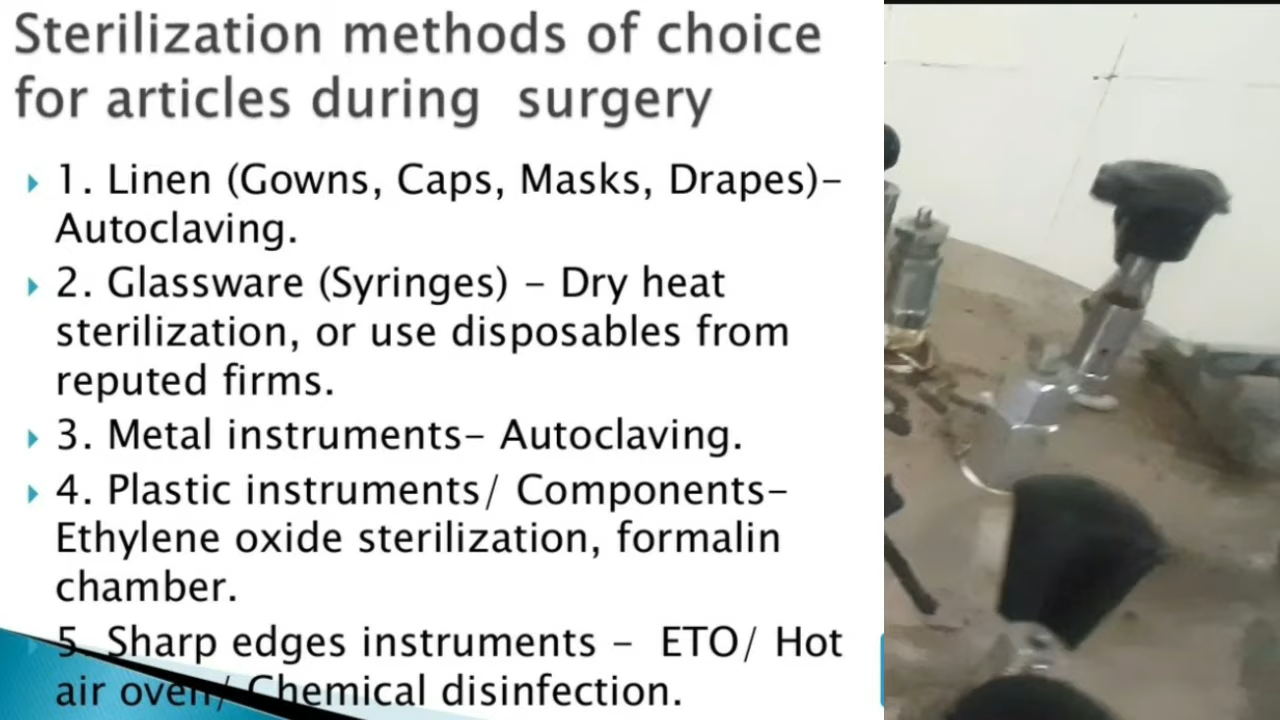 Sterilization methods of choice
for articles during surgery
1. Linen (Gowns, Caps, Masks, Drapes)-
Autoclaving.
2. Glassware (Syringes) - Dry heat
sterilization, or use disposables from
reputed firms.
3. Metal instruments- Autoclaving.
4. Plastic instruments/ Components-
Ethylene oxide sterilization, formalin
chamber.
5. Sharp edges instruments - ETO/ Hot
air oven/ Chemical disinfection.